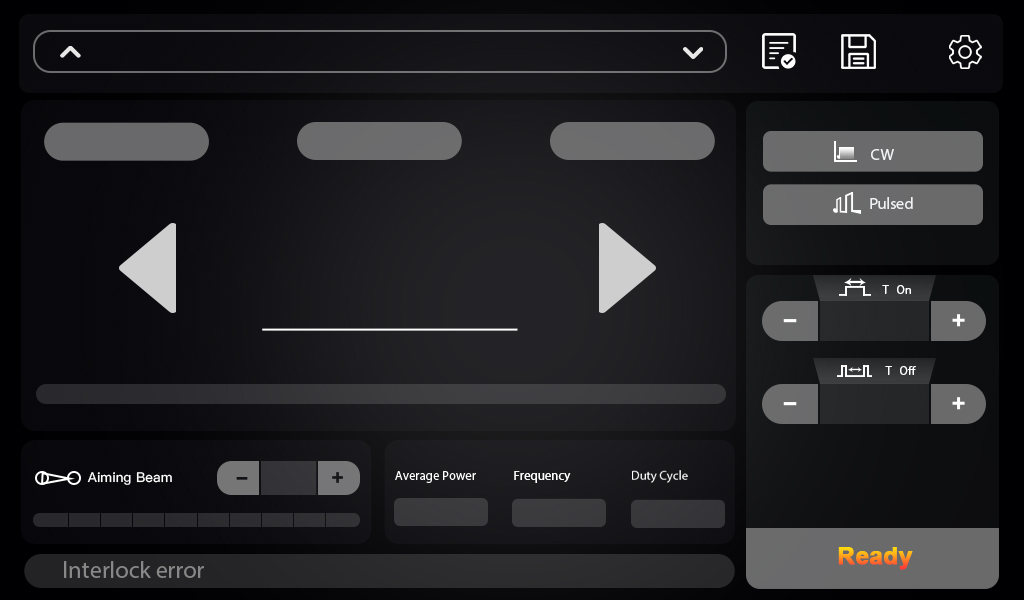 CW
Pulsed
T On
T Off
Aiming Beam
Average Power
Frequency
Duty Cycle
Interlock error
Ready